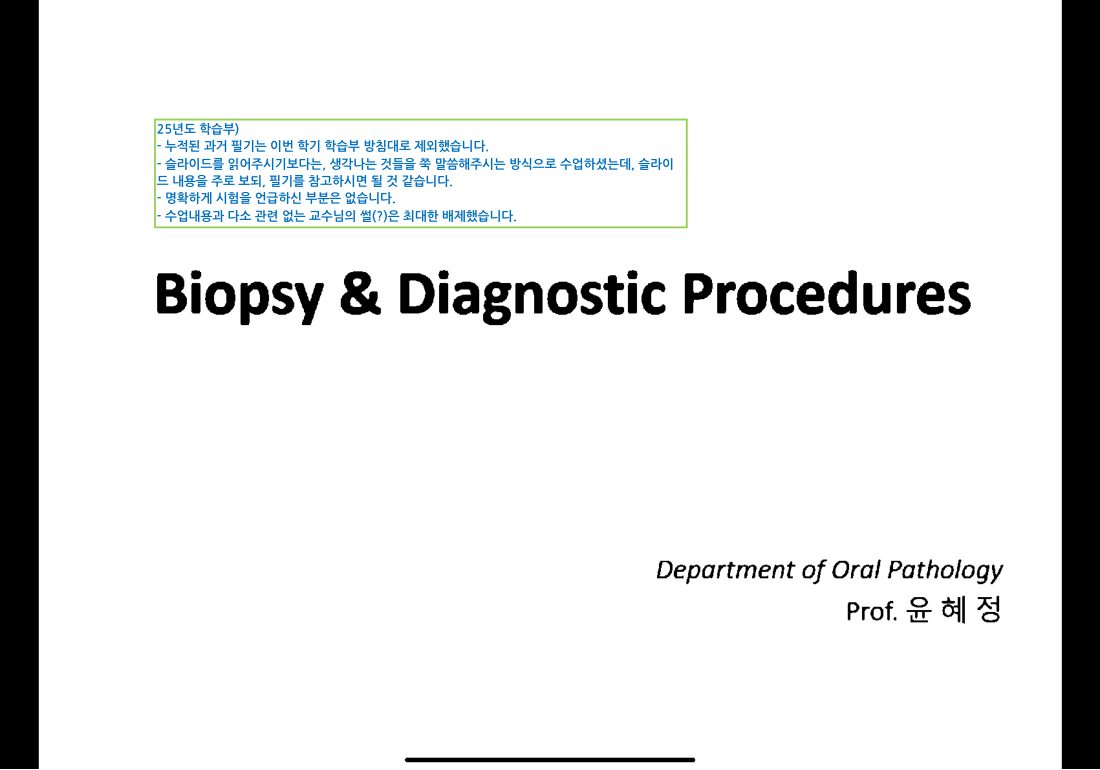 25년도 학습부)
- 누적된 과거 필기는 이번 학기 학습부 방침대로 제외했습니다.
- 슬라이드를 읽어주시기보다는, 생각나는 것들을 쭉 말씀해주시는 방식으로 수업하셨는데, 슬라이
드 내용을 주로 보되, 필기를 참고하시면 될 것 같습니다.
- 명확하게 시험을 언급하신 부분은 없습니다.
- 수업내용과 다소 관련 없는 교수님의 썰(?)은 최대한 배제했습니다.
Biopsy & Diagnostic Procedures
Department of Oral Pathology
Prof. 윤 혜 정